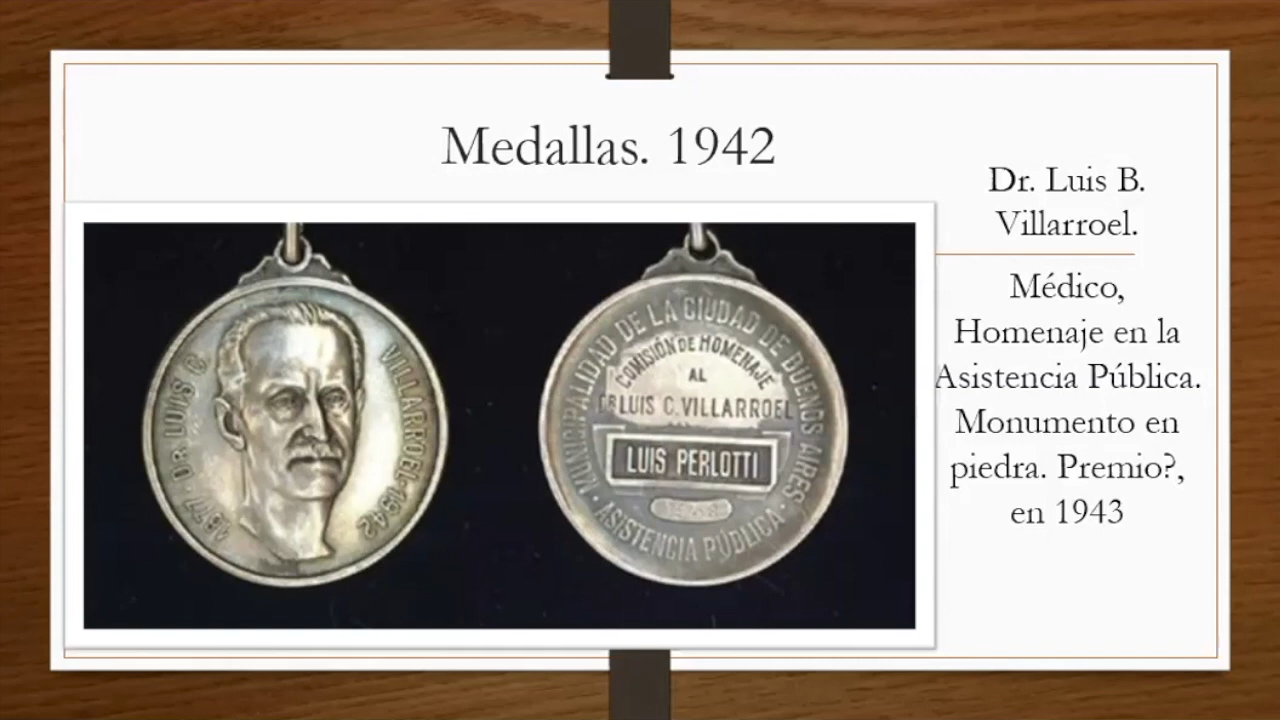 Medallas. 1942
Dr. Luis B.
Villarroel.
Médico,
Homenaje en la
Asistencia Pública.
Monumento en
piedra. Premio?,
en 1943
1877 · DR LUIS C. VILLARROEL · 1942
MUNICIPALIDAD DE LA CIUDAD DE BUENOS AIRES
COMISIÓN DE HOMENAJE
AL
DR LUIS C. VILLARROEL
LUIS PERLOTTI
· ASISTENCIA PÚBLICA ·